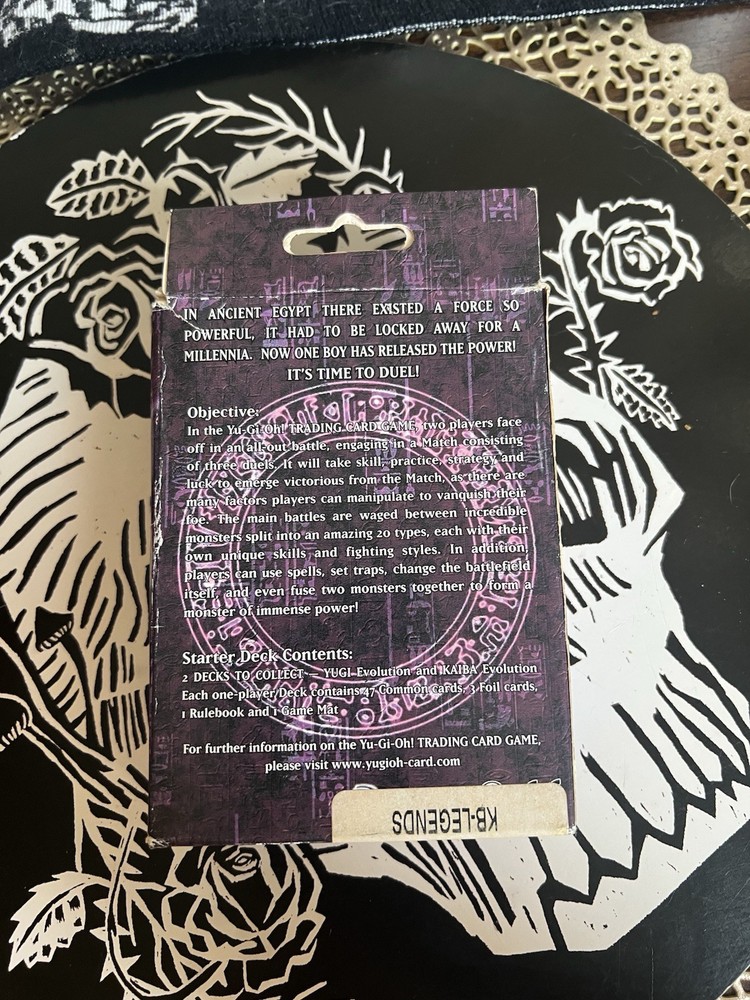 IN ANCIENT EGYPT THERE EXISTED A FORCE SO
POWERFUL, IT HAD TO BE LOCKED AWAY FOR A
MILLENNIA. NOW ONE BOY HAS RELEASED THE POWER!
IT'S TIME TO DUEL!
Objective:
In the Yu-Gi-Oh! TRADING CARD GAME, two players face
off in an all-out battle, engaging in a Match consisting
of three duels. It will take skill, practice, strategy and
luck to emerge victorious from the Match, as there are
many factors players can manipulate to vanquish their
foe. The main battles are waged between incredible
monsters split into an amazing 20 types, each with their
own unique skills and fighting styles. In addition,
players can use spells, set traps, change the battlefield
itself, and even fuse two monsters together to form a
monster of immense power!
Starter Deck Contents:
2 DECKS TO COLLECT — YUGI Evolution and KAIBA Evolution
Each one-player Deck contains 47 Common cards, 3 Foil cards,
1 Rulebook and 1 Game Mat
For further information on the Yu-Gi-Oh! TRADING CARD GAME,
please visit www.yugioh-card.com
KB-LEGENDS